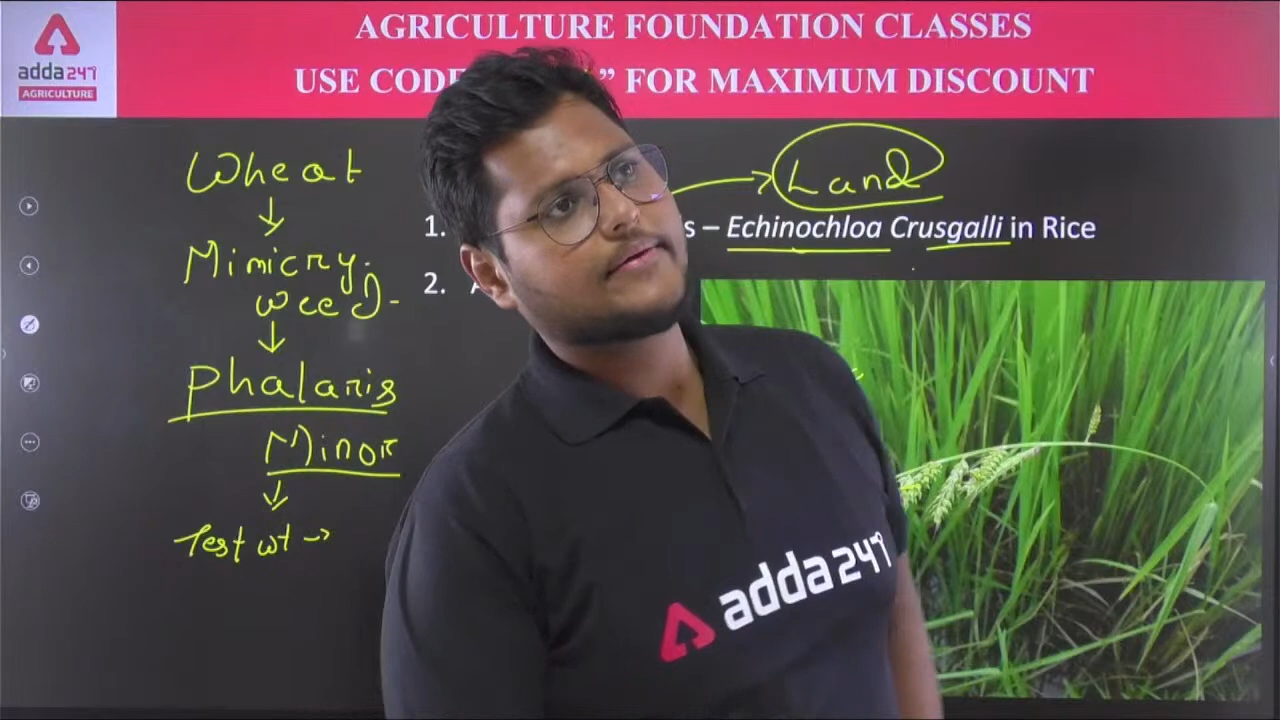 AGRICULTURE FOUNDATION CLASSES
USE CODE ” FOR MAXIMUM DISCOUNT
adda247
AGRICULTURE
Wheat
Mimicry
weed
Phalaris
Minor
Test wt
Land
1. s – Echinochloa Crusgalli in Rice
2.
adda247